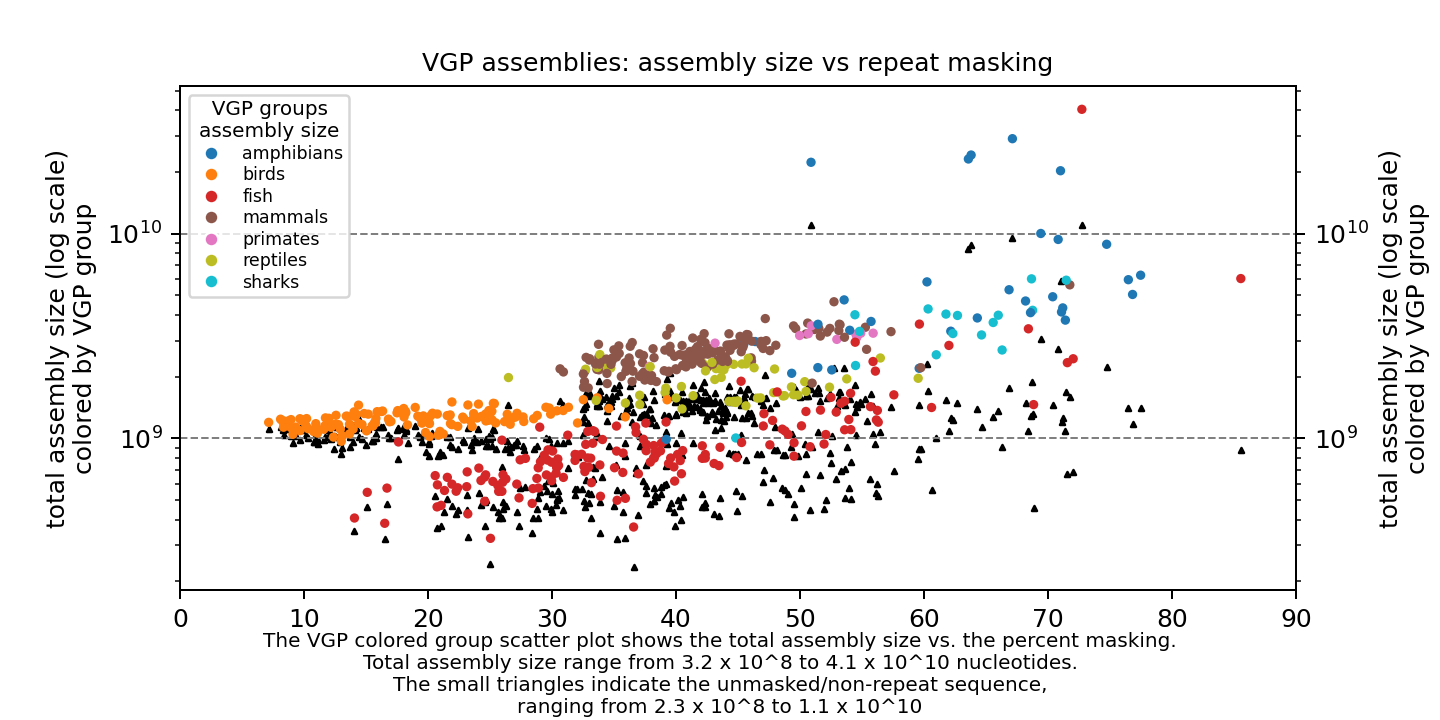 VGP assemblies: assembly size vs repeat masking
total assembly size (log scale)
colored by VGP group
10^10
10^9
VGP groups
assembly size
amphibians
birds
fish
mammals
primates
reptiles
sharks
10^10
10^9
total assembly size (log scale)
colored by VGP group
0 10 20 30 40 50 60 70 80 90
The VGP colored group scatter plot shows the total assembly size vs. the percent masking.
Total assembly size range from 3.2 x 10^8 to 4.1 x 10^10 nucleotides.
The small triangles indicate the unmasked/non-repeat sequence,
ranging from 2.3 x 10^8 to 1.1 x 10^10